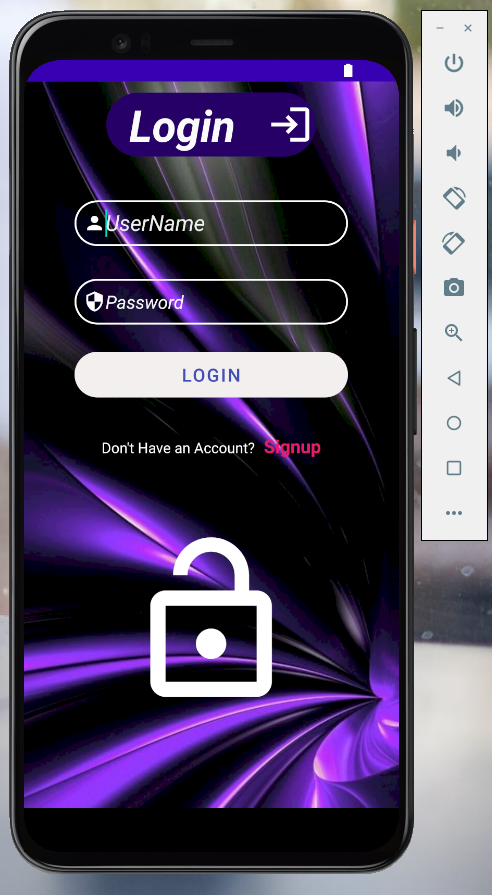 Login
UserName
Password
LOGIN
Don't Have an Account? Signup